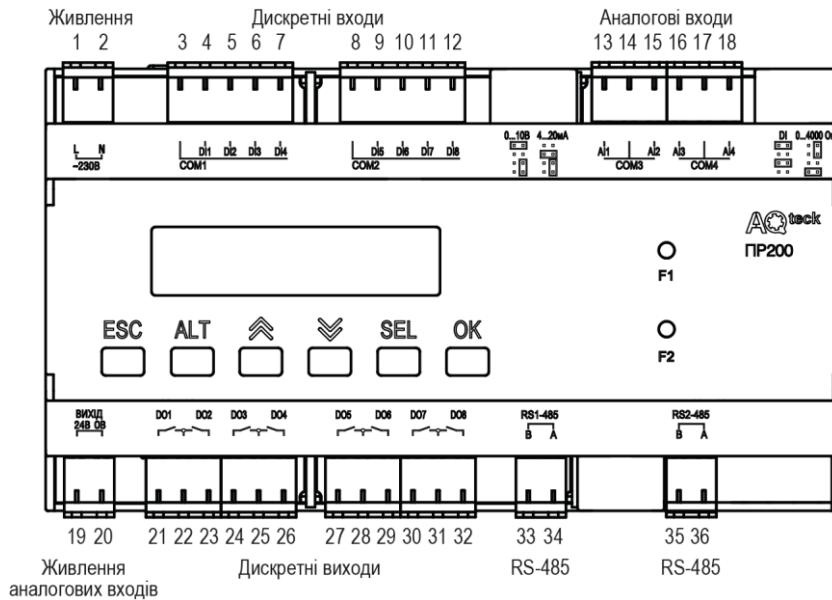 Живлення Дискретні входи Аналогові входи
1 2 3 4 5 6 7 8 9 10 11 12 13 14 15 16 17 18
0...10В 4...20мА DI 0...4000 Ом
L N DI1 DI2 DI3 DI4 DI5 DI6 DI7 DI8 AI1 AI2 AI3 AI4
~230В COM1 COM2 COM3 COM4
AQteck
ПР200
F1
ESC ALT SEL OK
F2
ВИХІД DO1 DO2 DO3 DO4 DO5 DO6 DO7 DO8 RS1-485 RS2-485
24В 0В B A B A
19 20 21 22 23 24 25 26 27 28 29 30 31 32 33 34 35 36
Живлення Дискретні виходи RS-485 RS-485
аналогових входів